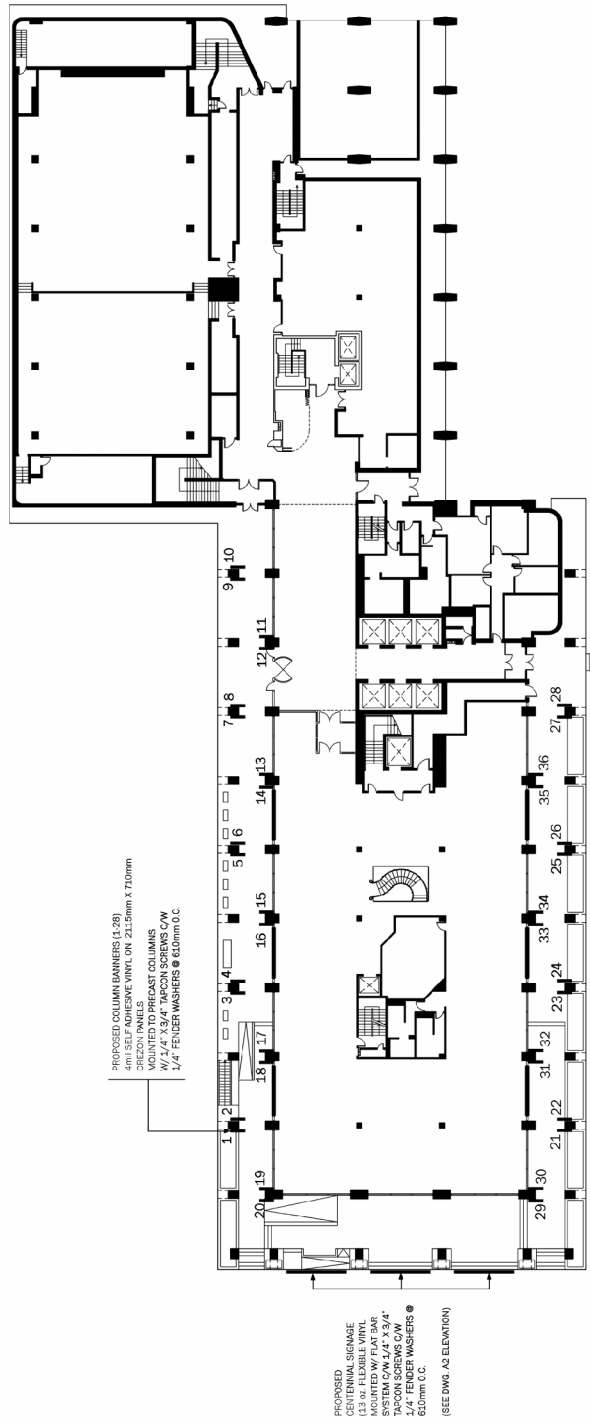 PROPOSED COLUMN BANNERS (1-28)
4mil SELF ADHESIVE VINYL ON 2115mm X 710mm
CREZON PANELS
MOUNTED TO PRECAST COLUMNS
W/ 1/4" X 3/4" TAPCON SCREWS C/W
1/4" FENDER WASHERS @ 610mm O.C.
9 10
12 11
7 8
14 13
5 6
16 15
3 4
18 17
1 2
20 19
27 28
35 36
25 26
33 34
23 24
31 32
21 22
29 30
PROPOSED
CENTENNIAL SIGNAGE
(13 oz. FLEXIBLE VINYL
MOUNTED W/ FLAT BAR
SYSTEM C/W 1/4" X 3/4"
TAPCON SCREWS C/W
1/4" FENDER WASHERS @
610mm O.C.
(SEE DWG. A2 ELEVATION)